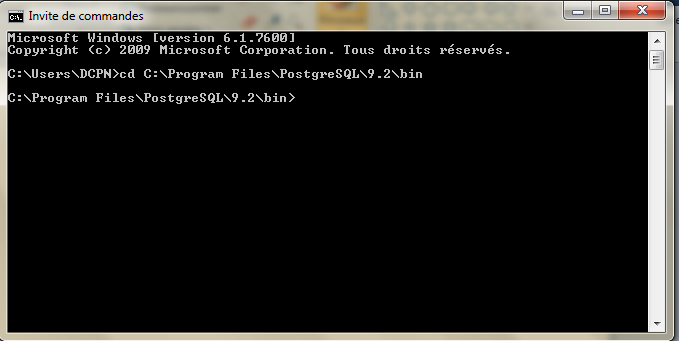 Invite de commandes
Microsoft Windows [version 6.1.7600]
Copyright (c) 2009 Microsoft Corporation. Tous droits réservés.
C:\Users\DCPN>cd C:\Program Files\PostgreSQL\9.2\bin
C:\Program Files\PostgreSQL\9.2\bin>